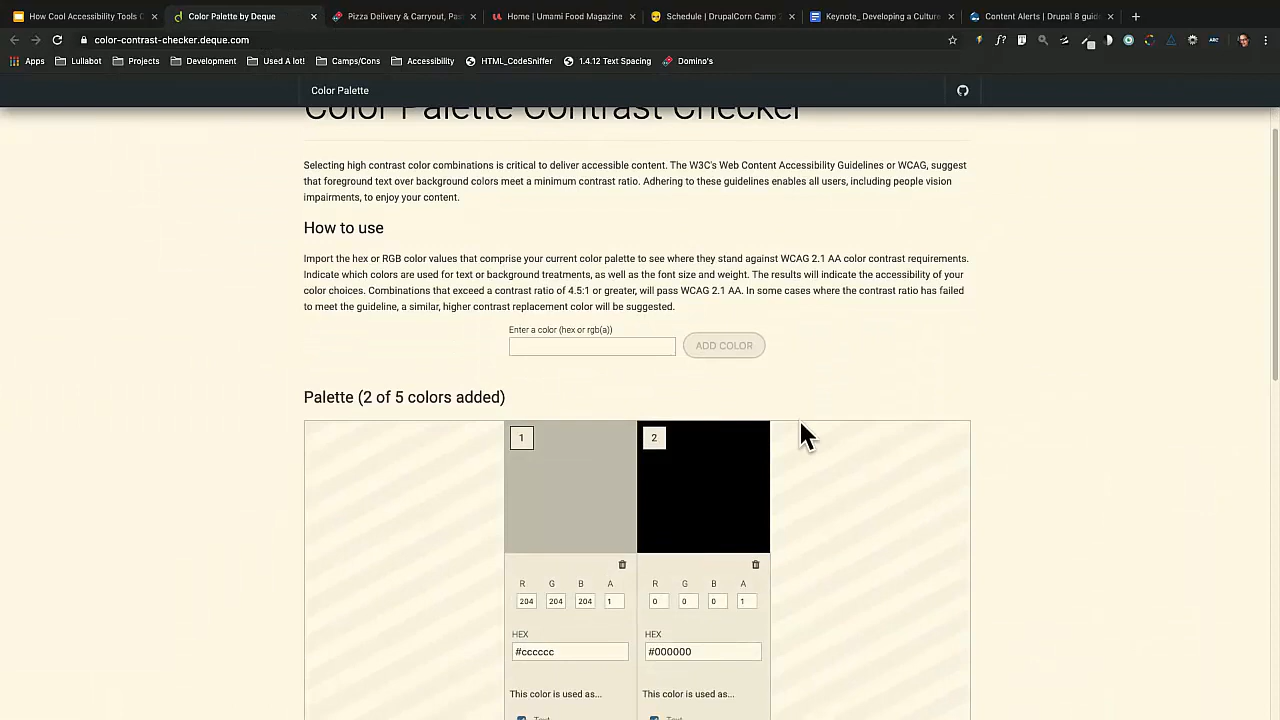 How Cool Accessibility Tools C
Color Palette by Deque
Pizza Delivery & Carryout, Pas
Home | Umami Food Magazine
Schedule | DrupalCorn Camp
Keynote_ Developing a Culture
Content Alerts | Drupal 8 guid
color-contrast-checker.deque.com
Apps
Lullabot
Projects
Development
Used A lot!
Camps/Cons
Accessibility
HTML_CodeSniffer
1.4.12 Text Spacing
Domino's
Color Palette
Color Palette Contrast Checker
Selecting high contrast color combinations is critical to deliver accessible content. The W3C's Web Content Accessibility Guidelines or WCAG, suggest
that foreground text over background colors meet a minimum contrast ratio. Adhering to these guidelines enables all users, including people vision
impairments, to enjoy your content.
How to use
Import the hex or RGB color values that comprise your current color palette to see where they stand against WCAG 2.1 AA color contrast requirements.
Indicate which colors are used for text or background treatments, as well as the font size and weight. The results will indicate the accessibility of your
color choices. Combinations that exceed a contrast ratio of 4.5:1 or greater, will pass WCAG 2.1 AA. In some cases where the contrast ratio has failed
to meet the guideline, a similar, higher contrast replacement color will be suggested.
Enter a color (hex or rgb(a))
ADD COLOR
Palette (2 of 5 colors added)
1
2
R G B A
R G B A
204 204 204 1
0 0 0 1
HEX
HEX
#cccccc
#000000
This color is used as...
This color is used as...
Text
Text